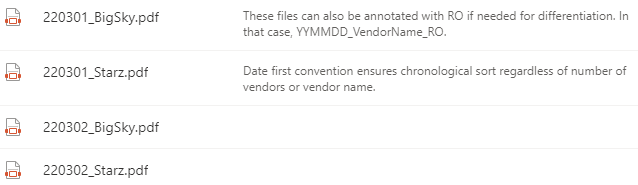 220301_BigSky.pdf
These files can also be annotated with RO if needed for differentiation. In
that case, YYMMDD_VendorName_RO.
220301_Starz.pdf
Date first convention ensures chronological sort regardless of number of
vendors or vendor name.
220302_BigSky.pdf
220302_Starz.pdf